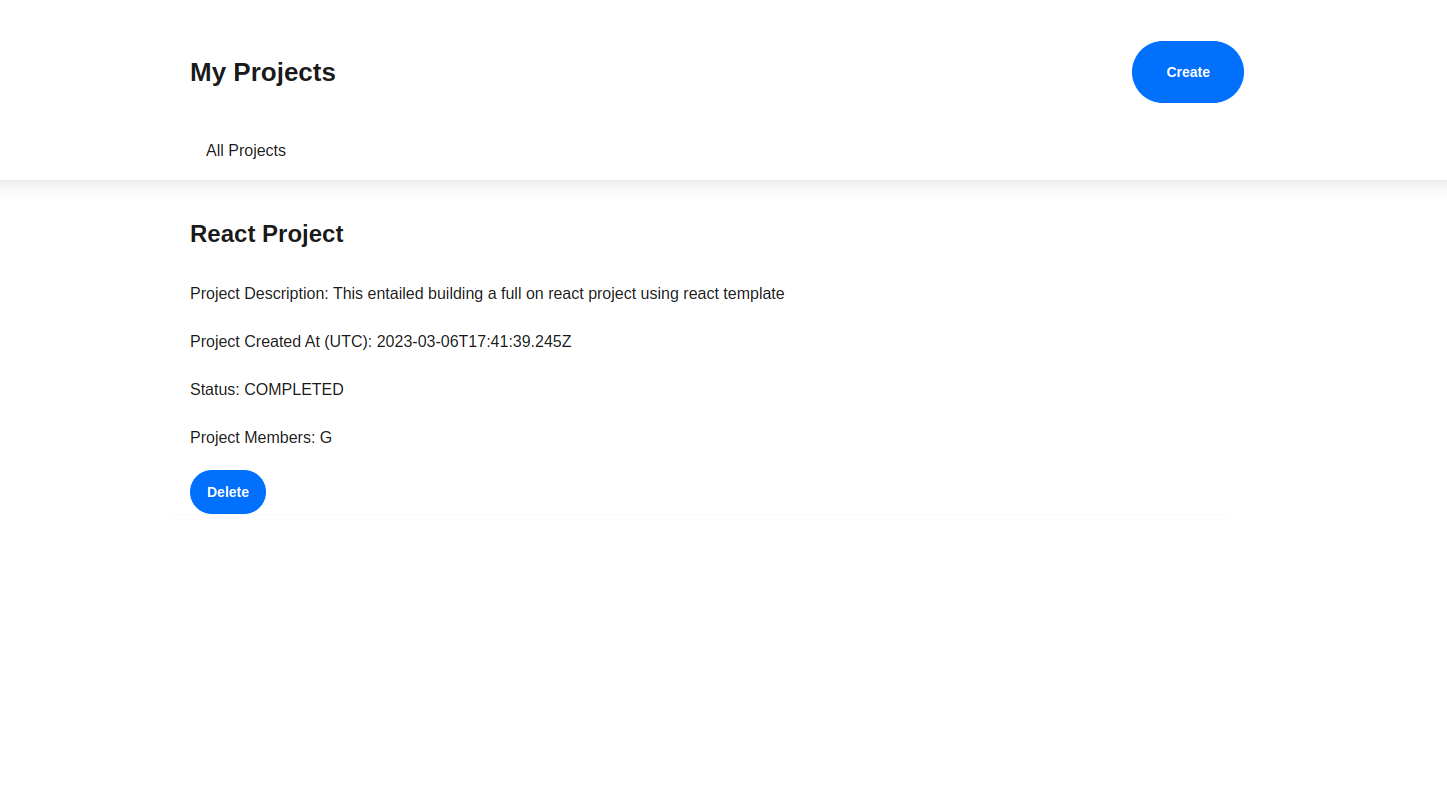 My Projects
Create
All Projects
React Project
Project Description: This entailed building a full on react project using react template
Project Created At (UTC): 2023-03-06T17:41:39.245Z
Status: COMPLETED
Project Members: G
Delete